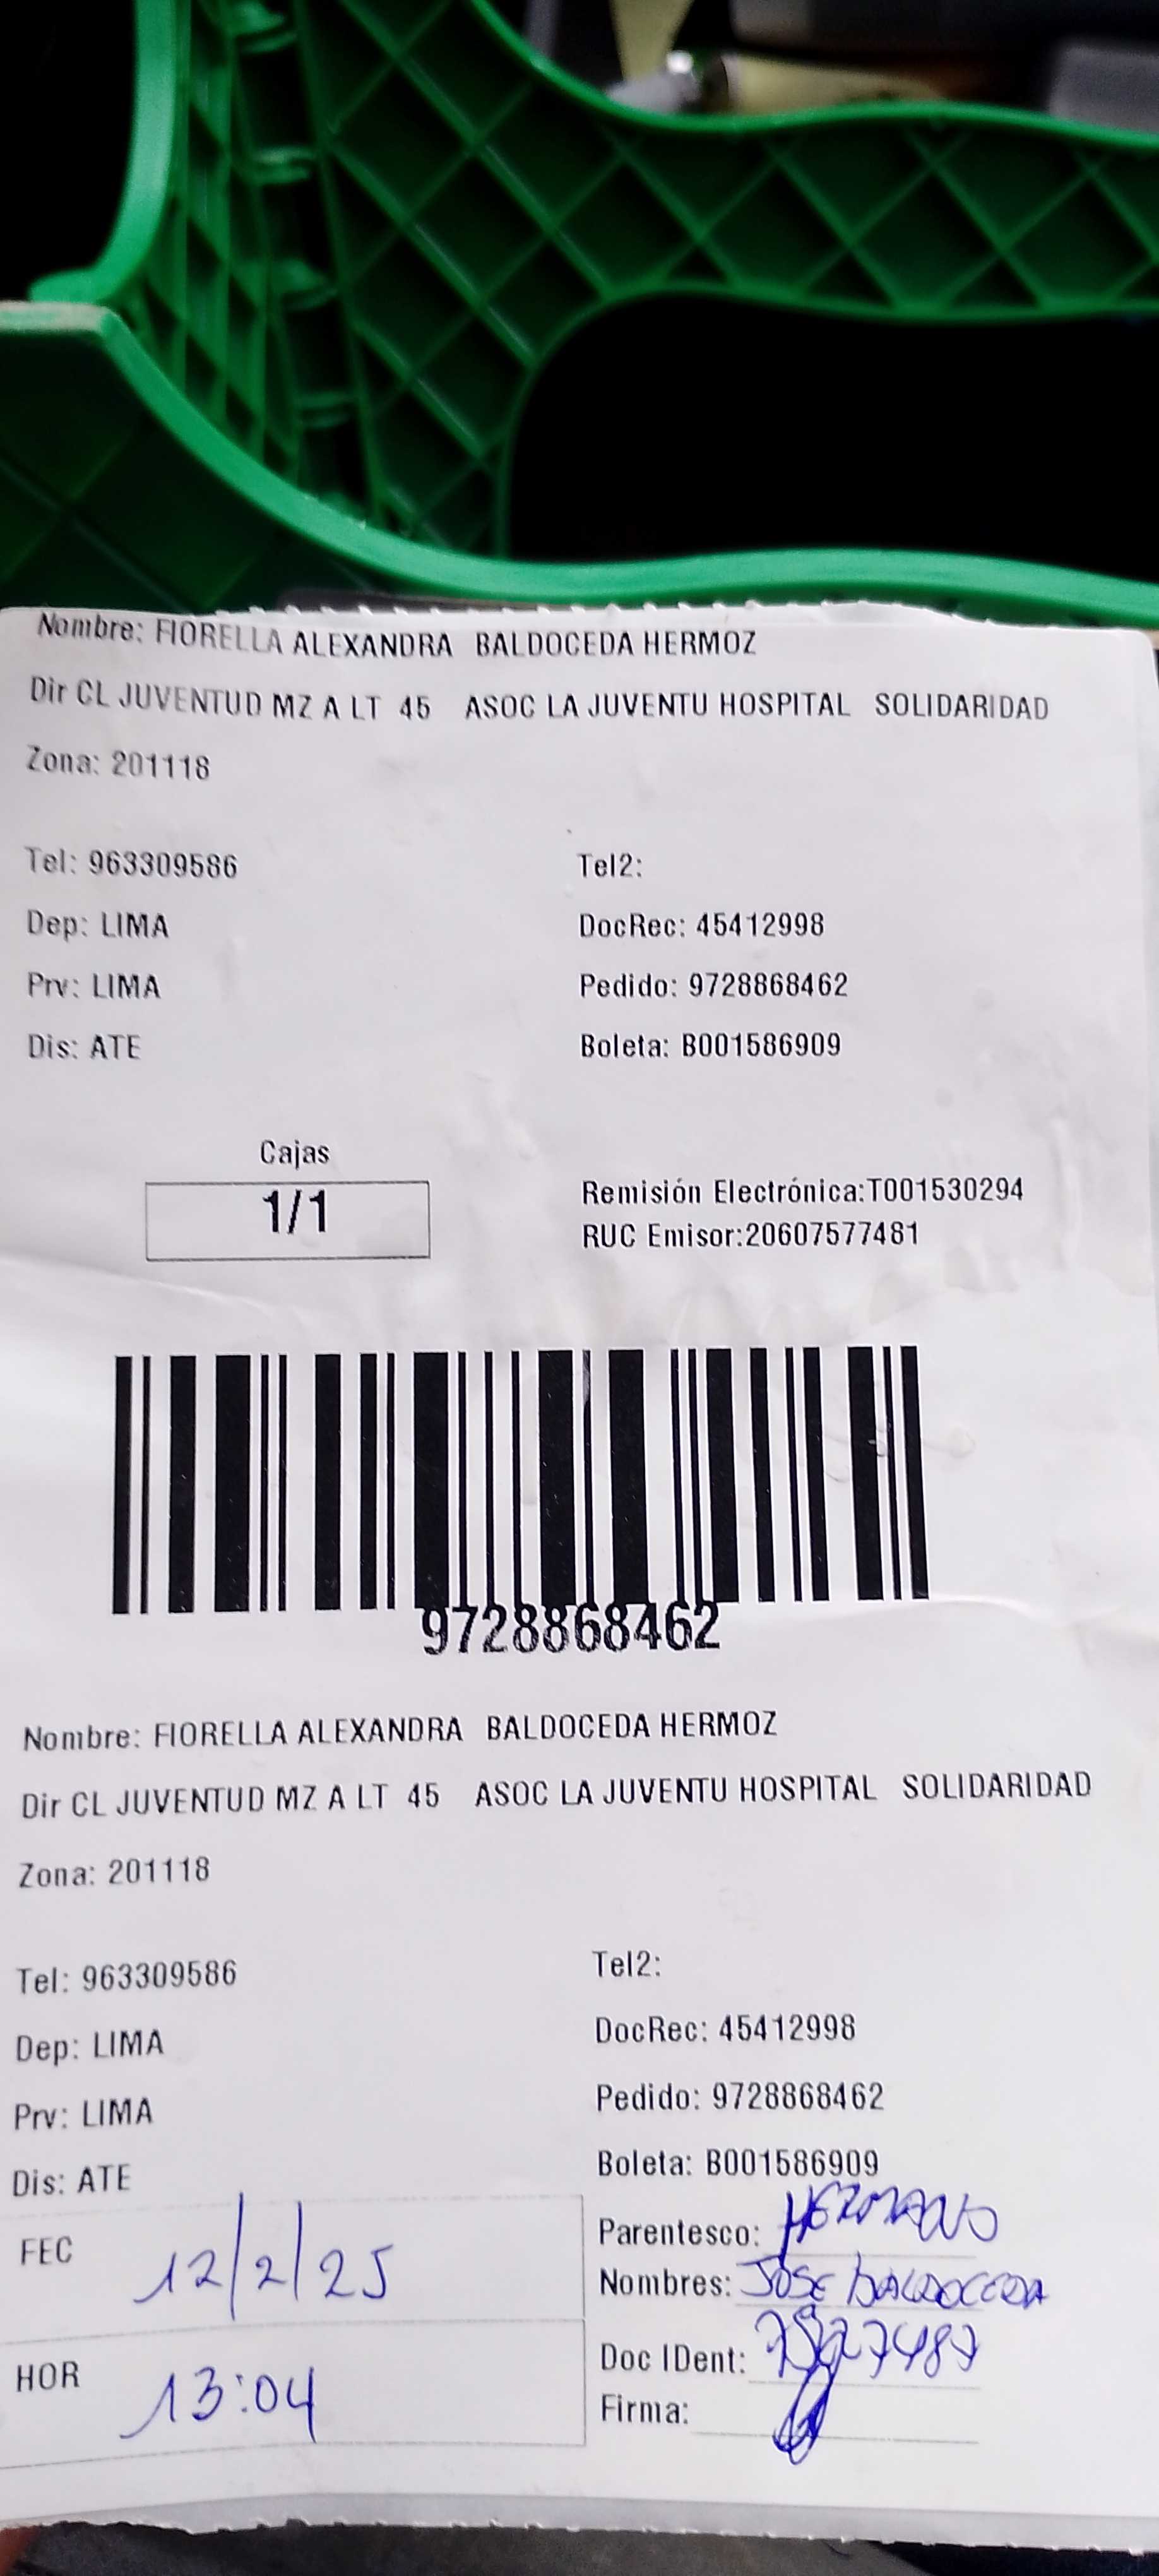 Nombre: FIORELLA ALEXANDRA BALDOCEDA HERMOZ
Dir CL JUVENTUD MZ A LT 45 ASOC LA JUVENTU HOSPITAL SOLIDARIDAD
Zona: 201118
Tel: 963309586 Tel2:
Dep: LIMA DocRec: 45412998
Prv: LIMA Pedido: 9728868462
Dis: ATE Boleta: B001586909
Cajas
1/1
Remisión Electrónica:T001530294
RUC Emisor:20607577481
9728868462
Nombre: FIORELLA ALEXANDRA BALDOCEDA HERMOZ
Dir CL JUVENTUD MZ A LT 45 ASOC LA JUVENTU HOSPITAL SOLIDARIDAD
Zona: 201118
Tel: 963309586 Tel2:
Dep: LIMA DocRec: 45412998
Prv: LIMA Pedido: 9728868462
Dis: ATE Boleta: B001586909
FEC 12/2/25
Parentesco: HERMANO
Nombres: JOSE BALDOCEDA
HOR 13:04
Doc IDent:
Firma: